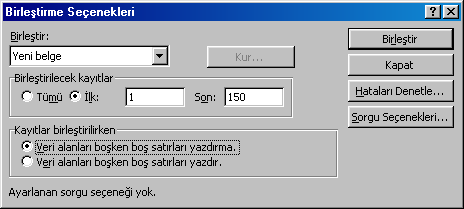 Birleştirme Seçenekleri
Birleştir:
Yeni belge
Kur...
Birleştir
Kapat
Hataları Denetle...
Sorgu Seçenekleri...
Birleştirilecek kayıtlar
Tümü İlk: 1 Son: 150
Kayıtlar birleştirilirken
Veri alanları boşken boş satırları yazdırma.
Veri alanları boşken boş satırları yazdır.
Ayarlanan sorgu seçeneği yok.